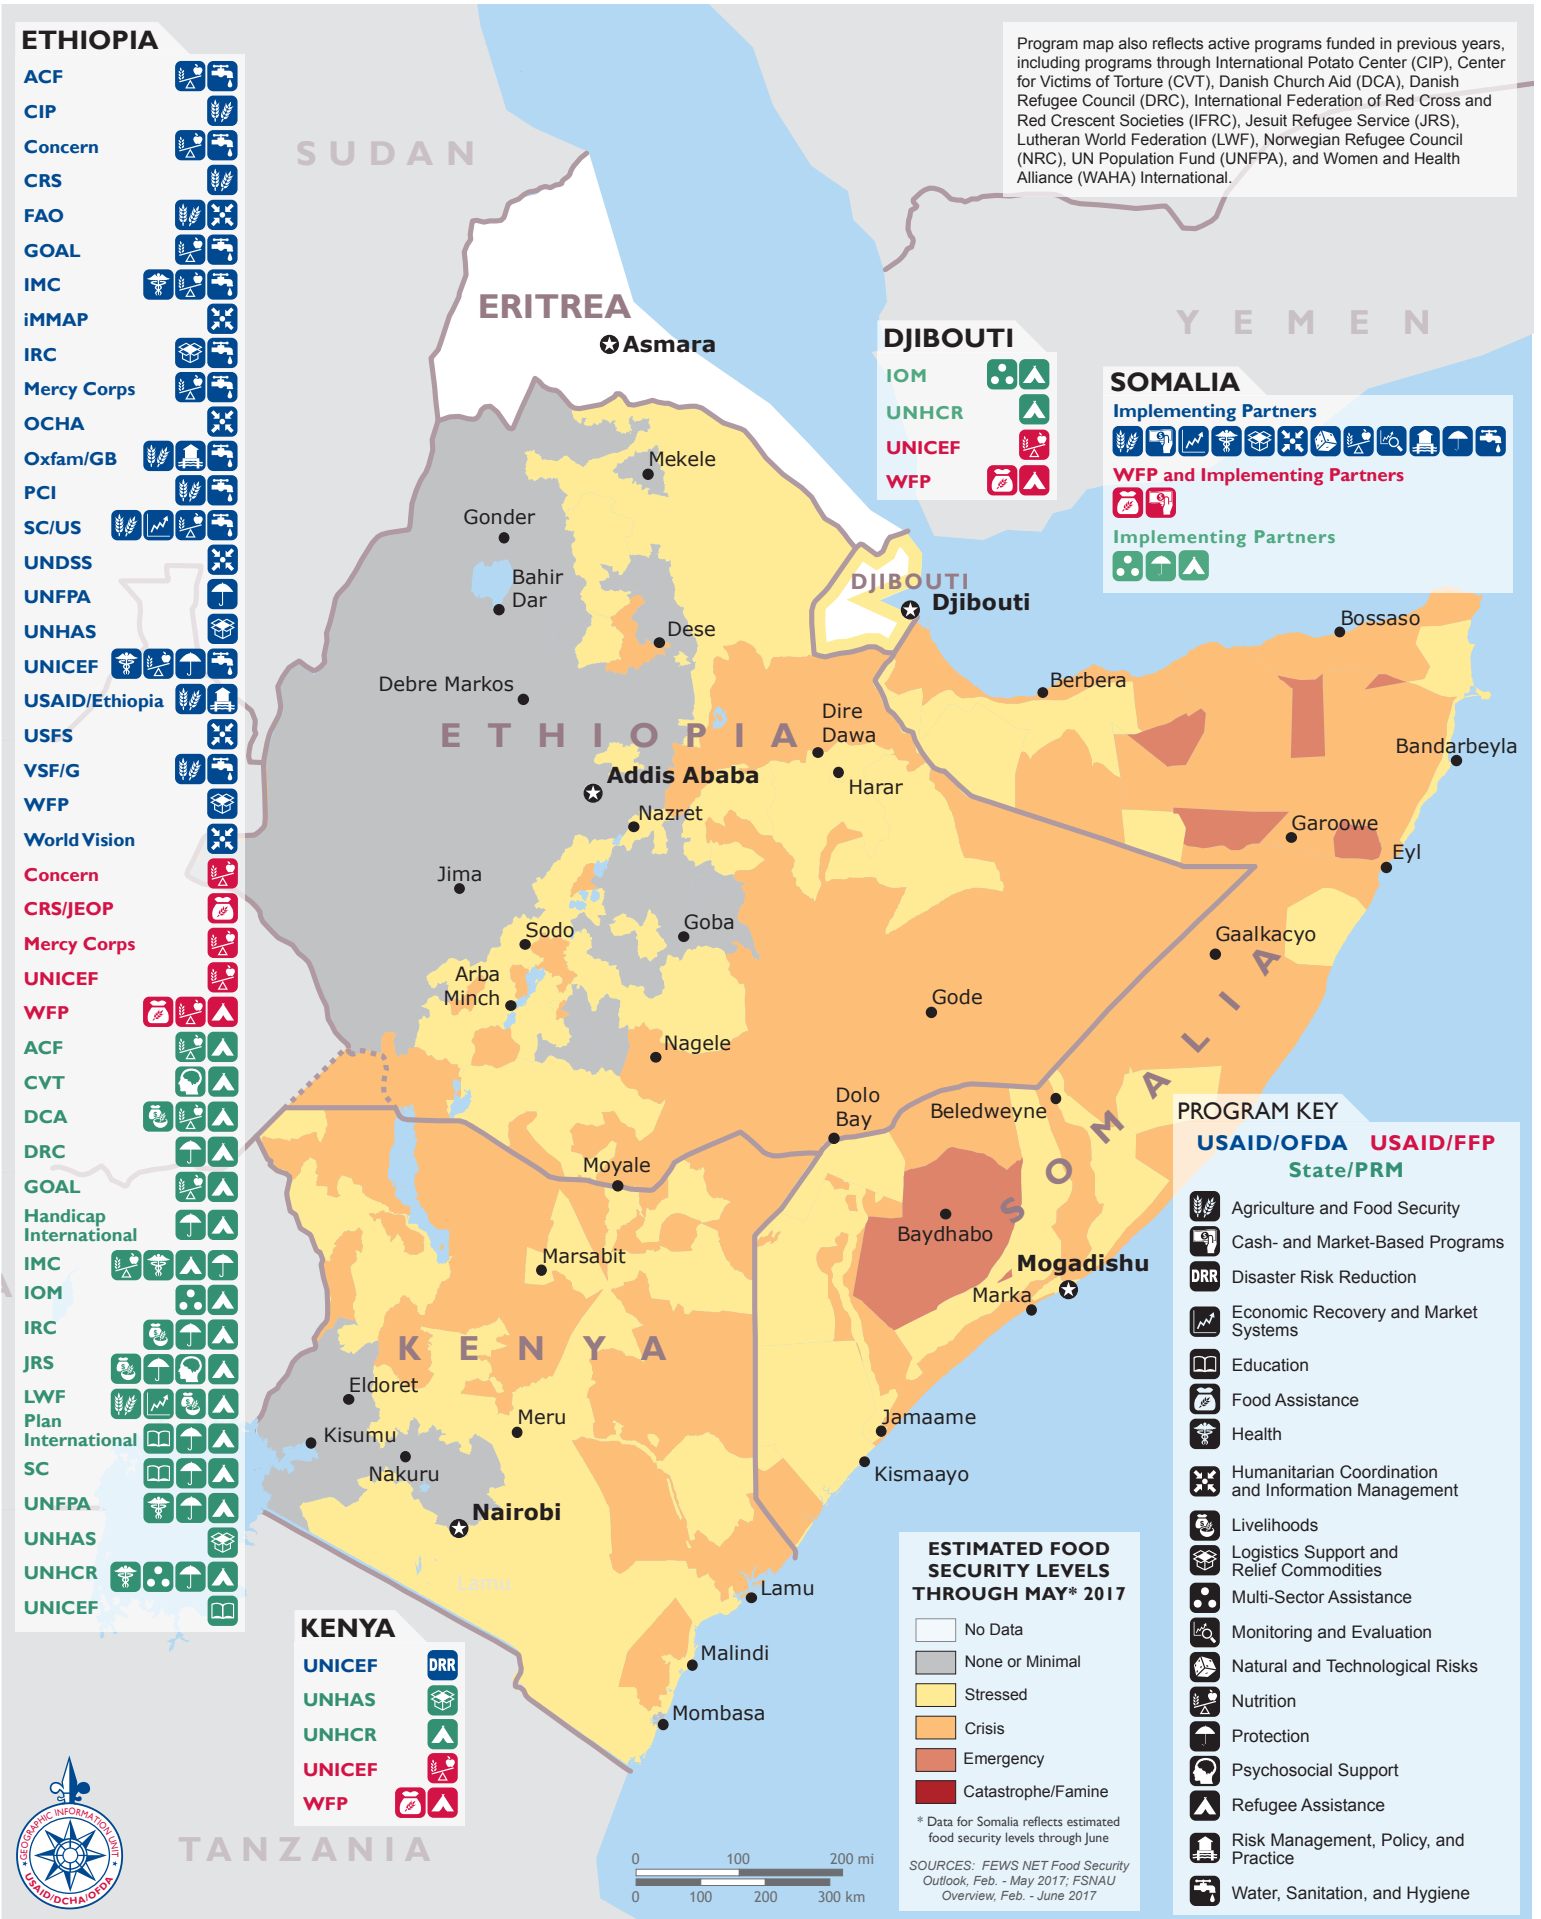 ETHIOPIA
ACF
CIP
Concern
CRS
FAO
GOAL
IMC
iMMAP
IRC
Mercy Corps
OCHA
Oxfam/GB
PCI
SC/US
UNDSS
UNFPA
UNHAS
UNICEF
USAID/Ethiopia
USFS
VSF/G
WFP
World Vision
Concern
CRS/JEOP
Mercy Corps
UNICEF
WFP
ACF
CVT
DCA
DRC
GOAL
Handicap
International
IMC
IOM
IRC
JRS
LWF
Plan
International
SC
UNFPA
UNHAS
UNHCR
UNICEF
Program map also reflects active programs funded in previous years,
including programs through International Potato Center (CIP), Center
for Victims of Torture (CVT), Danish Church Aid (DCA), Danish
Refugee Council (DRC), International Federation of Red Cross and
Red Crescent Societies (IFRC), Jesuit Refugee Service (JRS),
Lutheran World Federation (LWF), Norwegian Refugee Council
(NRC), UN Population Fund (UNFPA), and Women and Health
Alliance (WAHA) International.
SUDAN
ERITREA
Asmara
YEMEN
DJIBOUTI
IOM
UNHCR
UNICEF
WFP
SOMALIA
Implementing Partners
WFP and Implementing Partners
Implementing Partners
Mekele
Gonder
Bahir
Dar
Dese
Debre Markos
DJIBOUTI
Djibouti
Bossaso
Berbera
Bandarbeyla
ETHIOPIA
Dire
Dawa
Addis Ababa
Harar
Nazret
Garoowe
Eyl
Jima
Goba
Sodo
Gaalkacyo
Arba
Minch
Gode
Nagele
Dolo
Bay
Beledweyne
SOMALIA
Moyale
Baydhabo
Marsabit
Mogadishu
Marka
KENYA
Eldoret
Meru
Jamaame
Kisumu
Nakuru
Kismaayo
Nairobi
Lamu
Lamu
Malindi
Mombasa
KENYA
UNICEF
DRR
UNHAS
UNHCR
UNICEF
WFP
TANZANIA
GEOGRAPHIC INFORMATION UNIT
USAID/DCHA/OFDA
0 100 200 mi
0 100 200 300 km
ESTIMATED FOOD
SECURITY LEVELS
THROUGH MAY* 2017
No Data
None or Minimal
Stressed
Crisis
Emergency
Catastrophe/Famine
* Data for Somalia reflects estimated
food security levels through June
SOURCES: FEWS NET Food Security
Outlook, Feb. - May 2017; FSNAU
Overview, Feb. - June 2017
PROGRAM KEY
USAID/OFDA USAID/FFP
State/PRM
Agriculture and Food Security
Cash- and Market-Based Programs
DRR Disaster Risk Reduction
Economic Recovery and Market
Systems
Education
Food Assistance
Health
Humanitarian Coordination
and Information Management
Livelihoods
Logistics Support and
Relief Commodities
Multi-Sector Assistance
Monitoring and Evaluation
Natural and Technological Risks
Nutrition
Protection
Psychosocial Support
Refugee Assistance
Risk Management, Policy, and
Practice
Water, Sanitation, and Hygiene